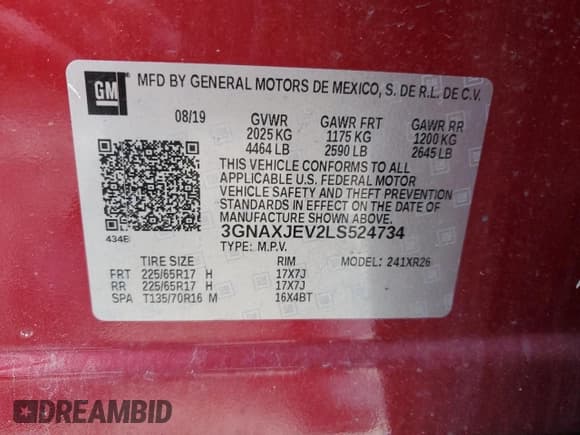 GM
MFD BY GENERAL MOTORS DE MEXICO, S. DE R.L. DE C.V.
08/19 GVWR GAWR FRT GAWR RR
2025 KG 1175 KG 1200 KG
4464 LB 2590 LB 2645 LB
THIS VEHICLE CONFORMS TO ALL
APPLICABLE U.S. FEDERAL MOTOR
VEHICLE SAFETY AND THEFT PREVENTION
STANDARDS IN EFFECT ON THE DATE OF
MANUFACTURE SHOWN ABOVE.
434B
3GNAXJEV2LS524734
TYPE: M.P.V.
TIRE SIZE RIM MODEL: 241XR26
FRT 225/65R17 H 17X7J
RR 225/65R17 H 17X7J
SPA T135/70R16 M 16X4BT
DREAMBID